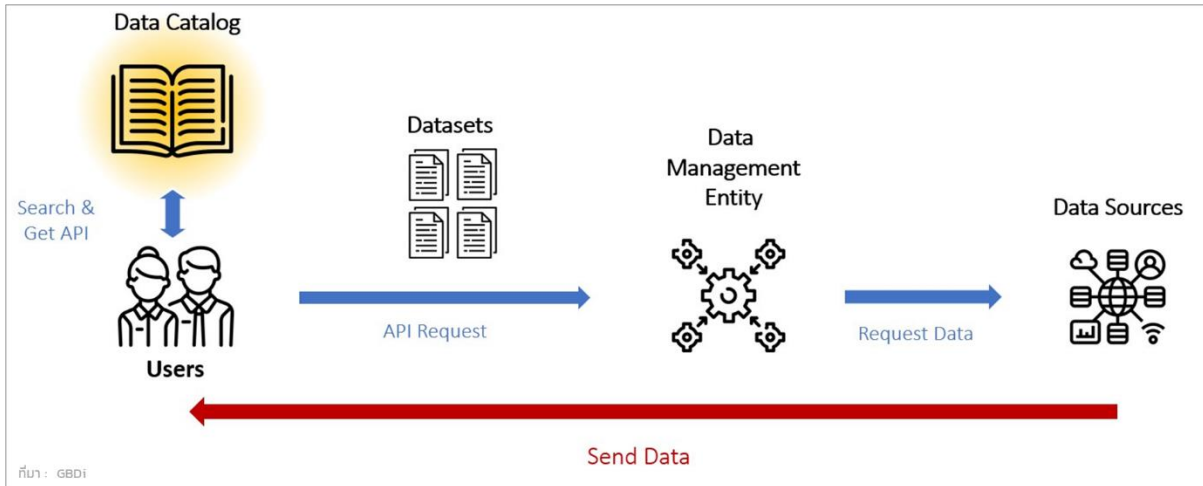 Data Catalog
Search &
Get API
Users
Datasets
API Request
Data
Management
Entity
Request Data
Data Sources
Send Data
ที่มา : GBDi